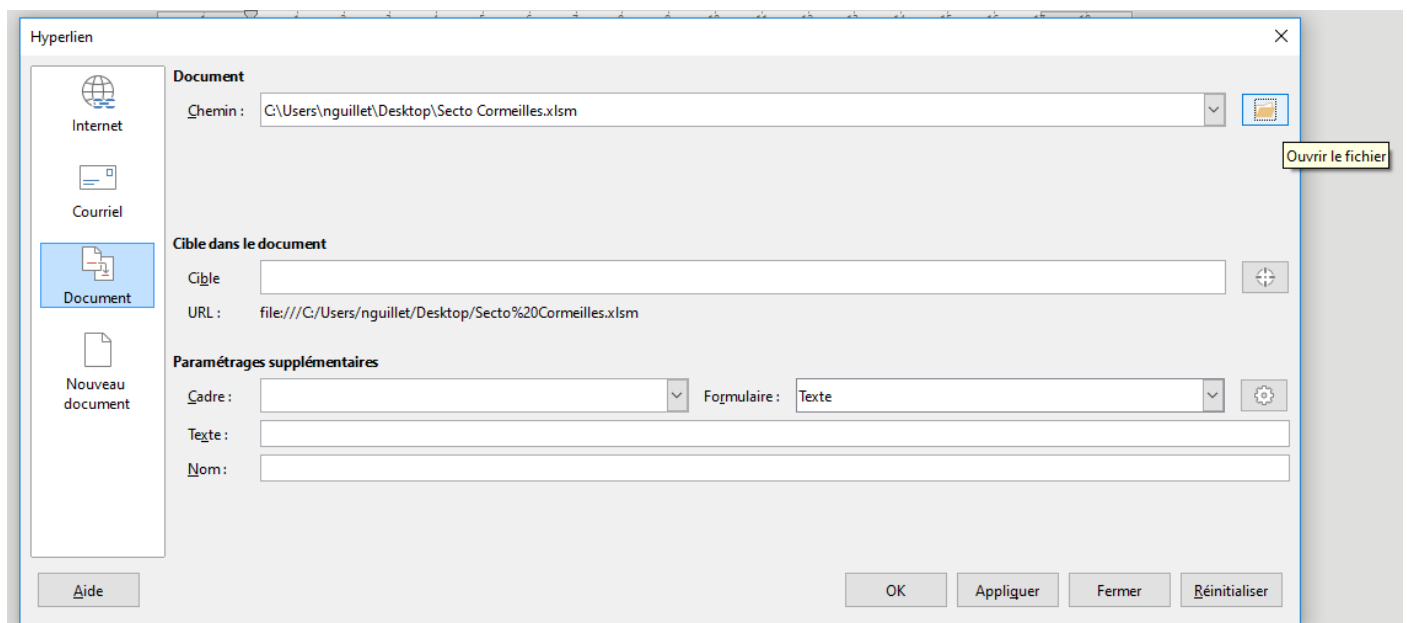 Hyperlien
Internet
Courriel
Document
Nouveau
document
Document
Chemin :
C:\Users\nguillet\Desktop\Secto Cormeilles.xlsm
Ouvrir le fichier
Cible dans le document
Cible
URL :
file:///C:/Users/nguillet/Desktop/Secto%20Cormeilles.xlsm
Paramétrages supplémentaires
Cadre :
Formulaire :
Texte
Texte :
Nom :
Aide
OK
Appliquer
Fermer
Réinitialiser